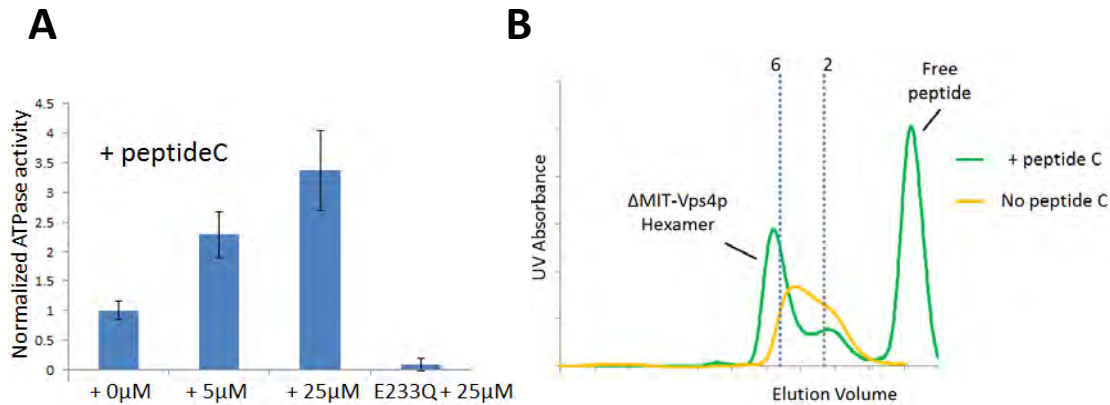 A
Normalized ATPase activity
4.5
4
3.5
3
2.5
2
1.5
1
0.5
0
+ peptideC
+ 0µM
+ 5µM
+ 25µM
E233Q + 25µM
B
UV Absorbance
6
2
ΔMIT-Vps4p
Hexamer
Free
peptide
+ peptide C
No peptide C
Elution Volume